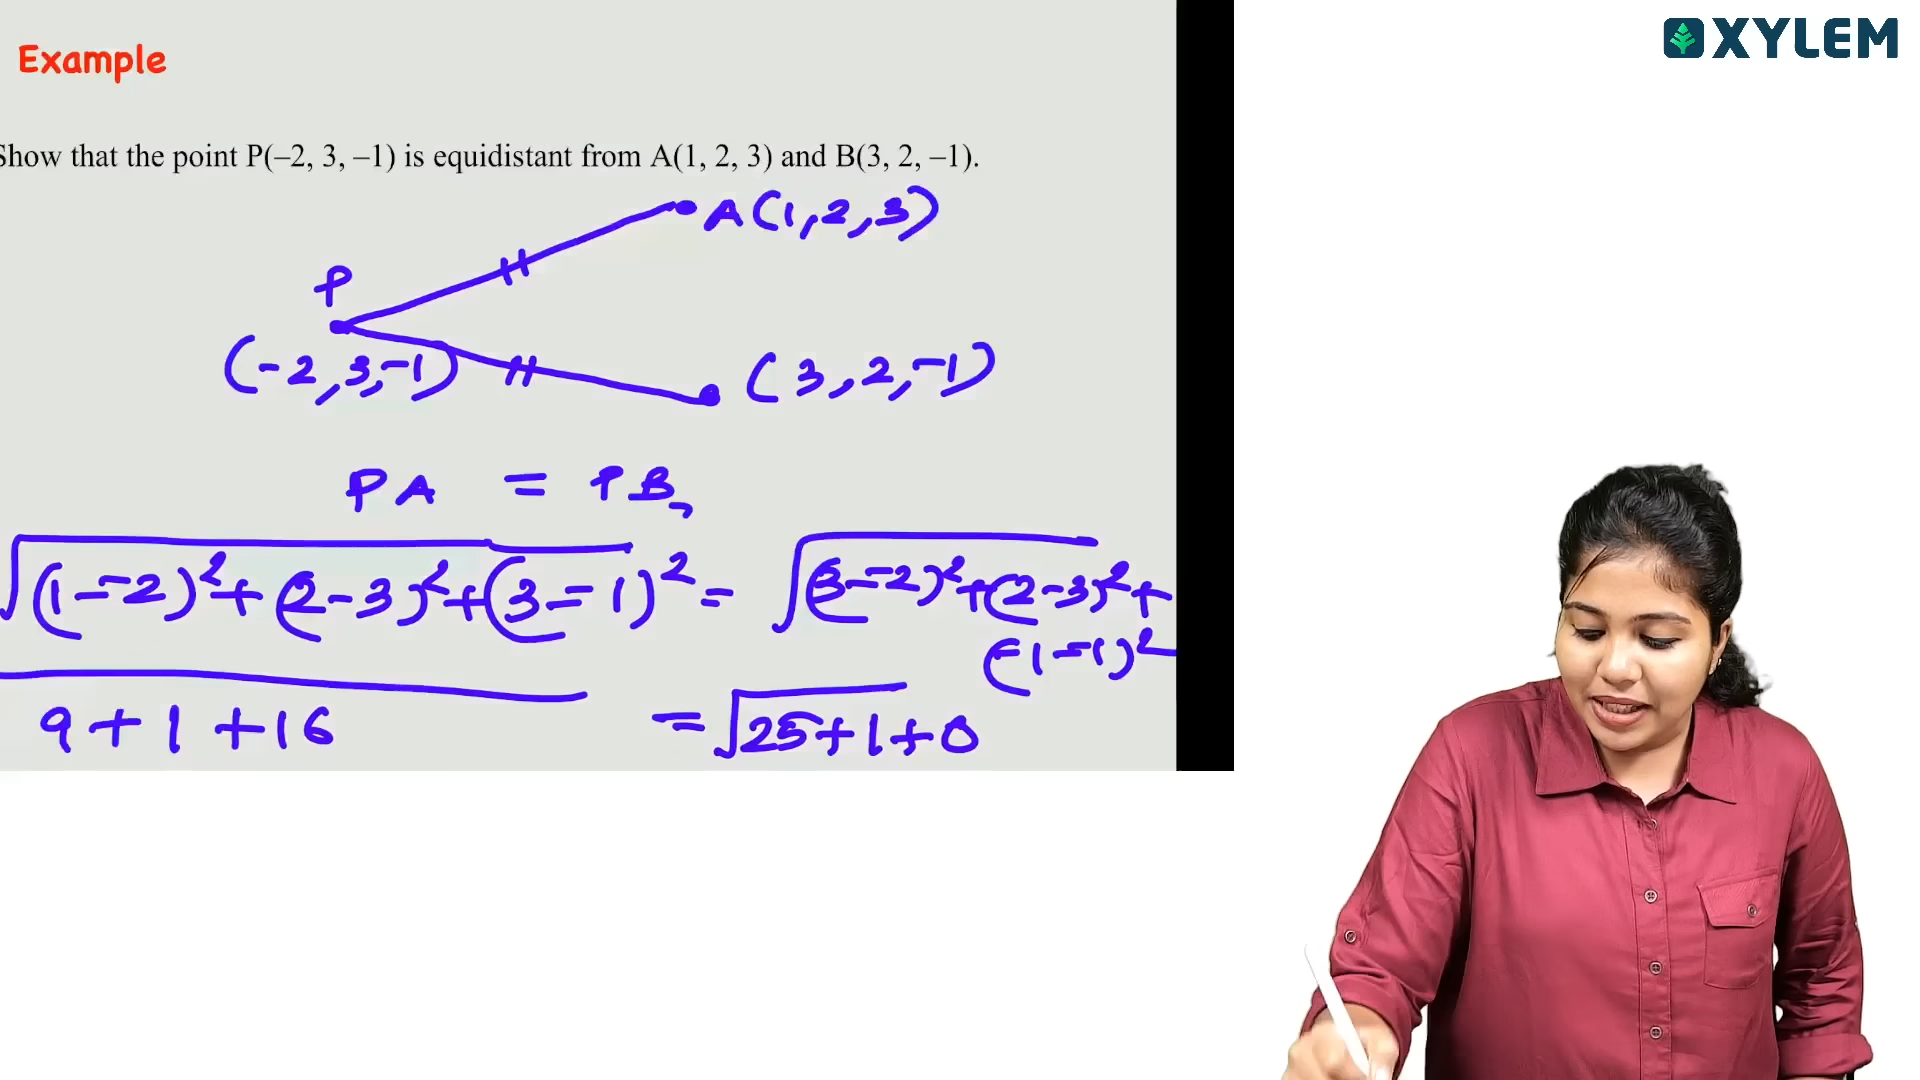 XYLEM
Example
Show that the point P(–2, 3, –1) is equidistant from A(1, 2, 3) and B(3, 2, –1).
A(1,2,3)
P
(-2,3,-1)
(3,2,-1)
PA = PB,
√(1--2)²+(2-3)²+(3--1)² = √(3--2)²+(2-3)²+
(-1--1)²
9+1+16 = √25+1+0